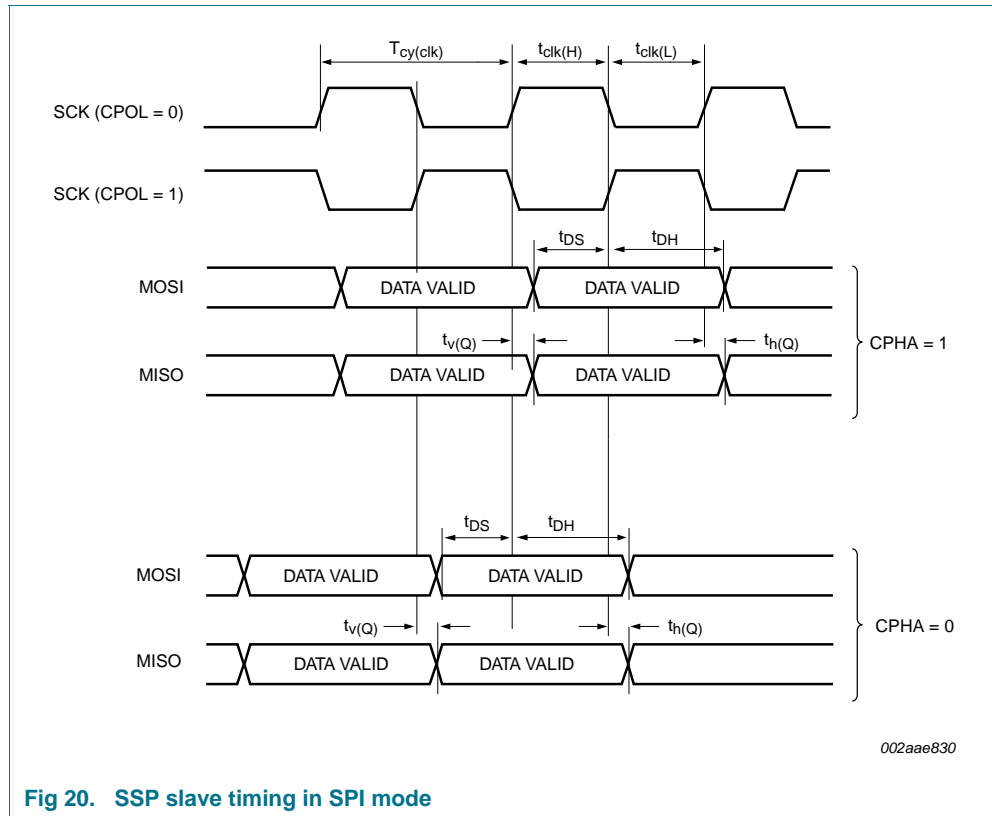 Tcy(clk) tclk(H) tclk(L)
SCK (CPOL = 0)
SCK (CPOL = 1)
tDS tDH
MOSI DATA VALID DATA VALID
tv(Q) th(Q)
CPHA = 1
MISO DATA VALID DATA VALID
tDS tDH
MOSI DATA VALID DATA VALID
tv(Q) th(Q)
CPHA = 0
MISO DATA VALID DATA VALID
002aae830
Fig 20. SSP slave timing in SPI mode